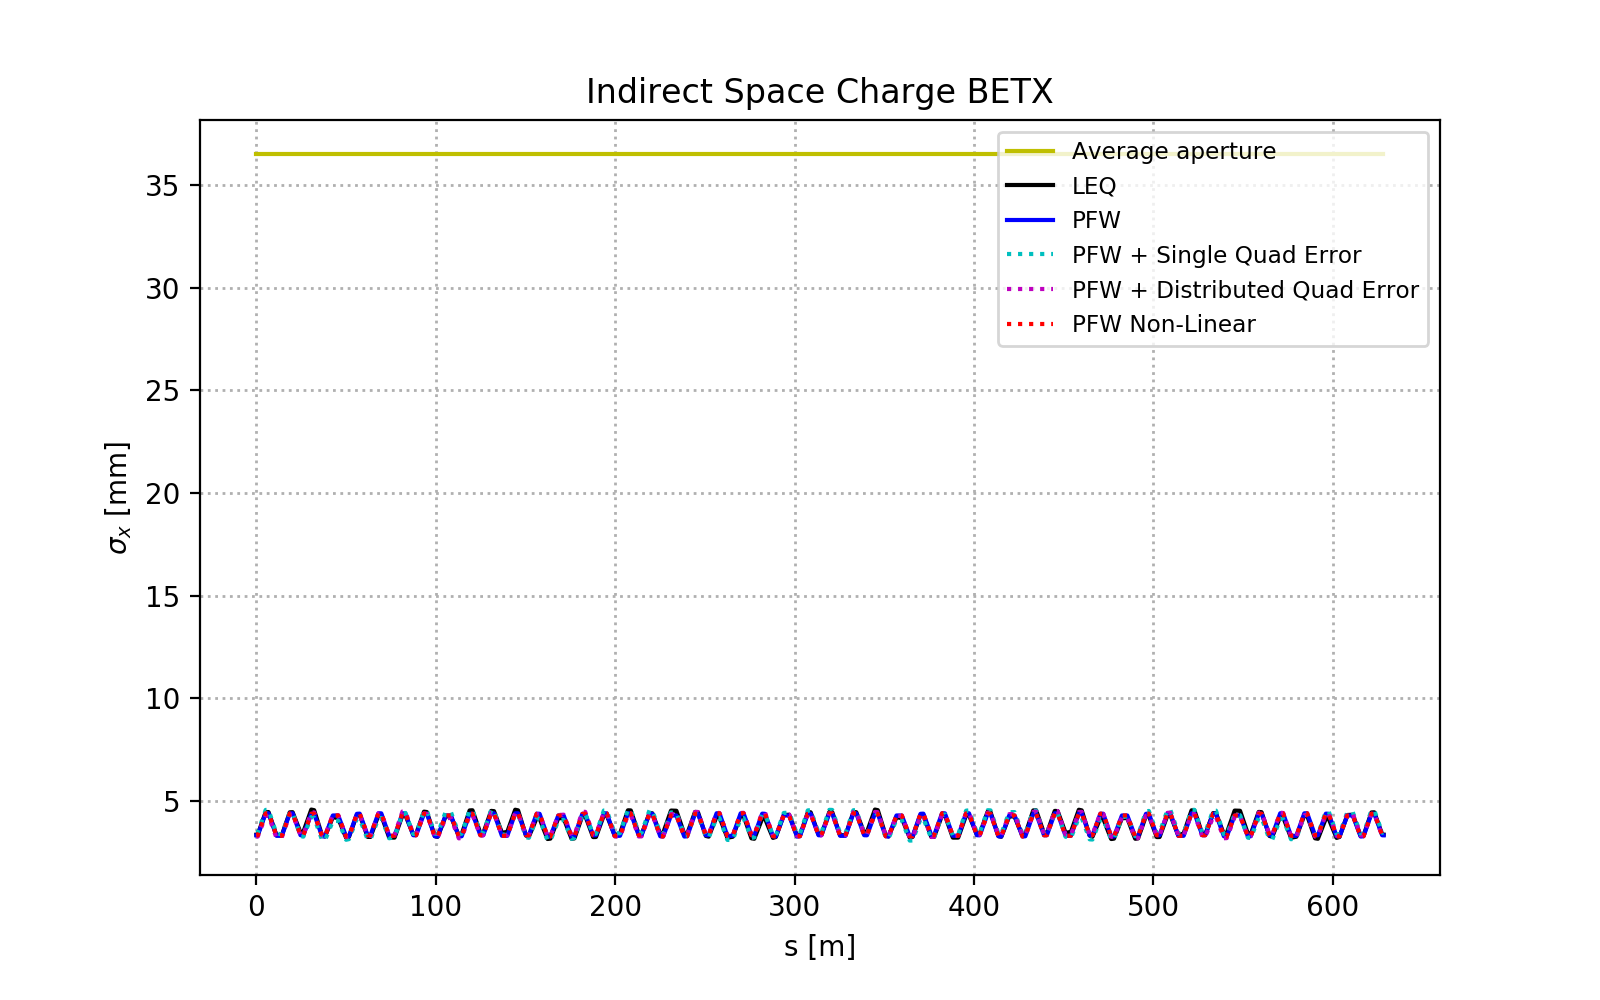 Indirect Space Charge BETX
Average aperture
LEQ
PFW
PFW + Single Quad Error
PFW + Distributed Quad Error
PFW Non-Linear
35
30
25
20
15
10
5
σx [mm]
0 100 200 300 400 500 600
s [m]